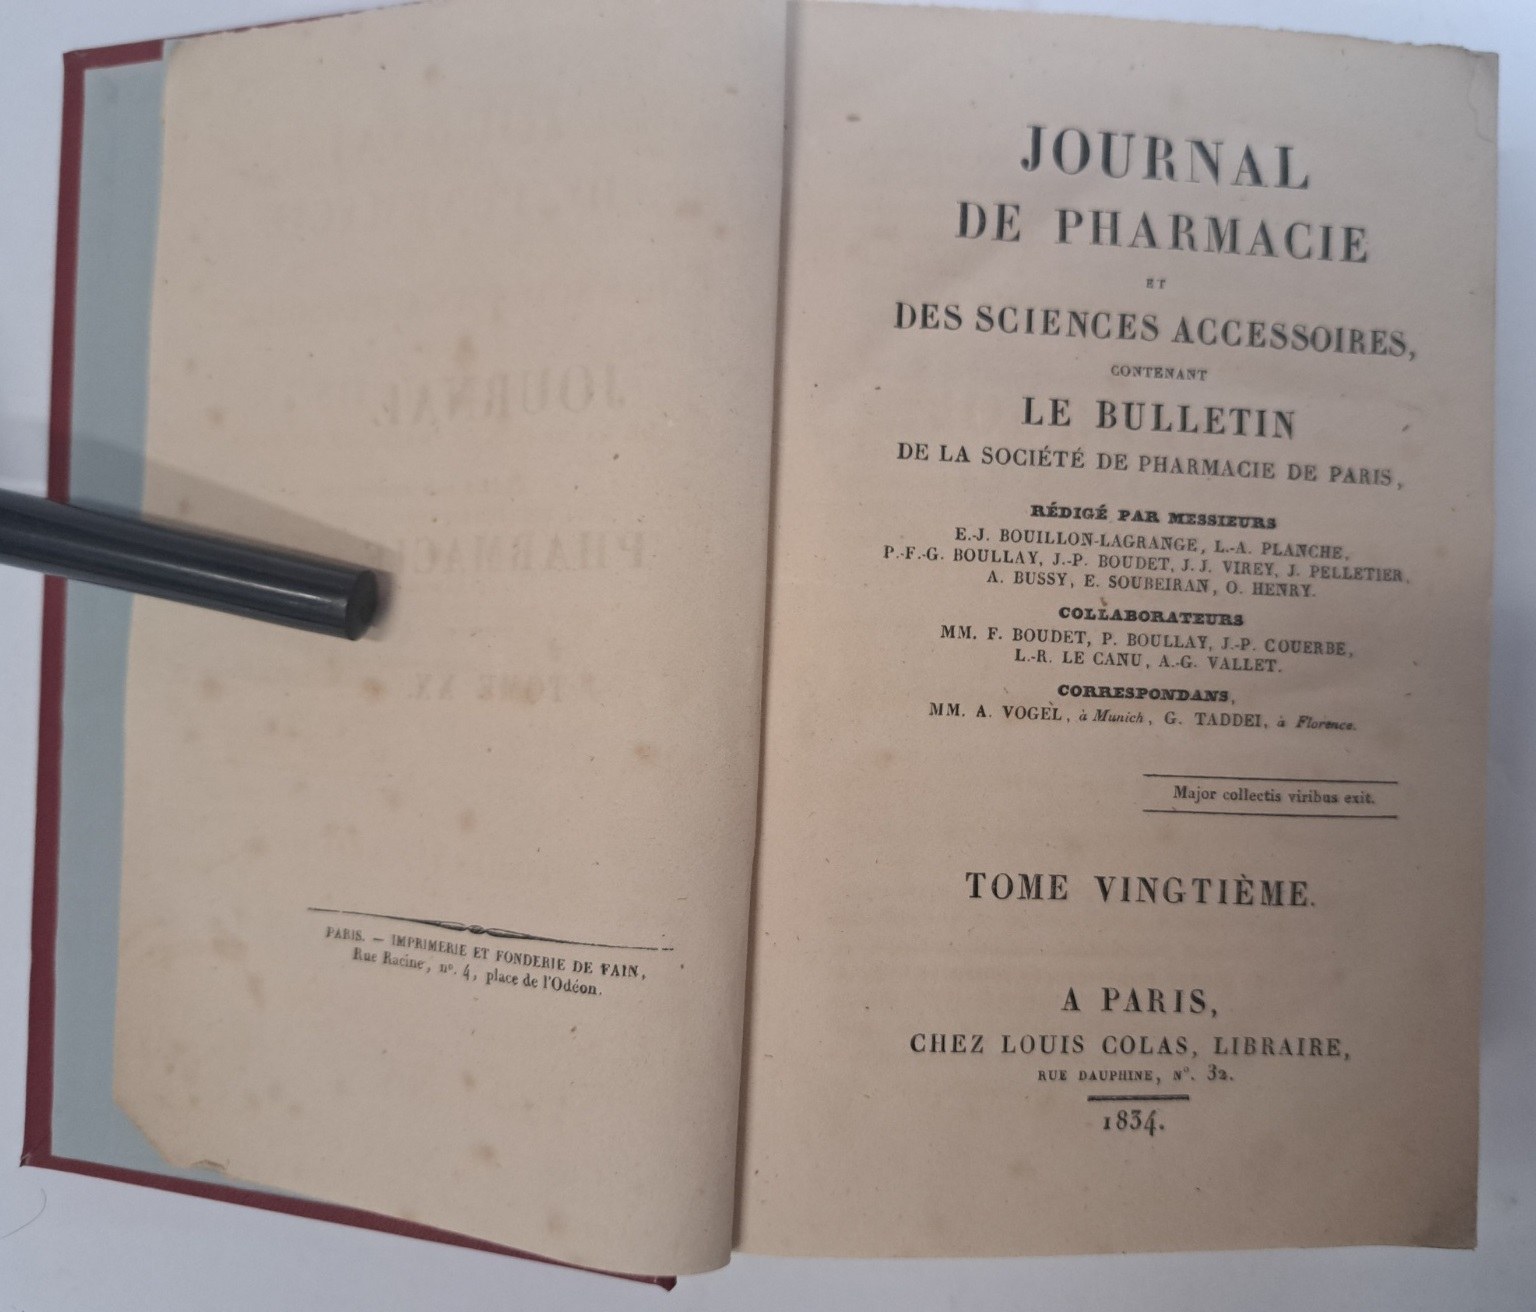 PARIS. — IMPRIMERIE ET FONDERIE DE FAIN,
Rue Racine, nº. 4, place de l'Odéon.
JOURNAL
DE PHARMACIE
ET
DES SCIENCES ACCESSOIRES,
CONTENANT
LE BULLETIN
DE LA SOCIÉTÉ DE PHARMACIE DE PARIS,
RÉDIGÉ PAR MESSIEURS
E.-J. BOUILLON-LAGRANGE, L.-A. PLANCHE,
P.-F.-G. BOULLAY, J.-P. BOUDET, J. J. VIREY, J. PELLETIER,
A. BUSSY, E. SOUBEIRAN, O. HENRY.
COLLABORATEURS
MM. F. BOUDET, P. BOULLAY, J.-P. COUERBE,
L.-R. LE CANU, A.-G. VALLET.
CORRESPONDANS,
MM. A. VOGEL, à Munich, G. TADDEI, à Florence.
Major collectis viribus exit.
TOME VINGTIÈME.
A PARIS,
CHEZ LOUIS COLAS, LIBRAIRE,
RUE DAUPHINE, Nº. 32.
1834.